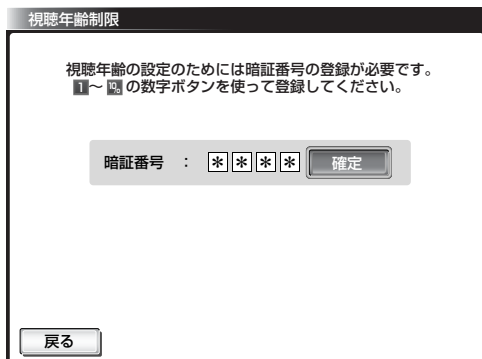 視聴年齢制限
視聴年齢の設定のためには暗証番号の登録が必要です。
1～10の数字ボタンを使って登録してください。
暗証番号 : ＊＊＊＊ 確定
戻る